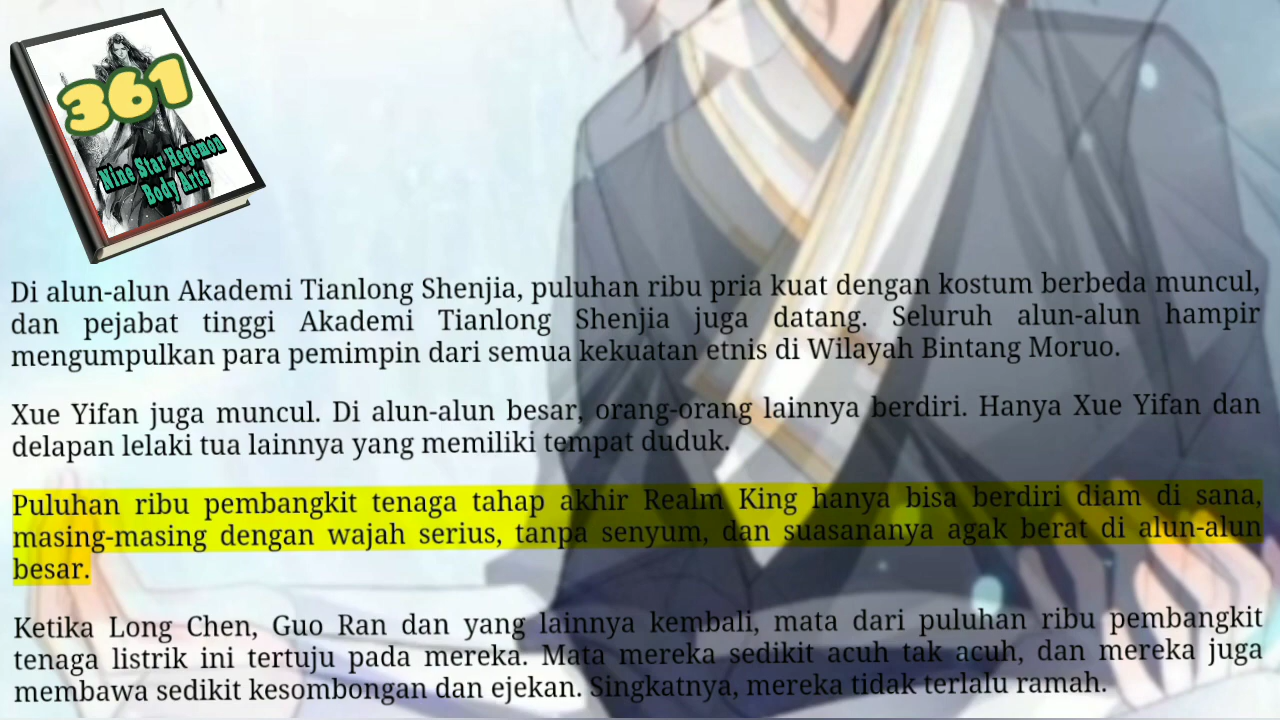 361
Nine Star Hegemon
Body Arts
Di alun-alun Akademi Tianlong Shenjia, puluhan ribu pria kuat dengan kostum berbeda muncul,
dan pejabat tinggi Akademi Tianlong Shenjia juga datang. Seluruh alun-alun hampir
mengumpulkan para pemimpin dari semua kekuatan etnis di Wilayah Bintang Moruo.
Xue Yifan juga muncul. Di alun-alun besar, orang-orang lainnya berdiri. Hanya Xue Yifan dan
delapan lelaki tua lainnya yang memiliki tempat duduk.
Puluhan ribu pembangkit tenaga tahap akhir Realm King hanya bisa berdiri diam di sana,
masing-masing dengan wajah serius, tanpa senyum, dan suasananya agak berat di alun-alun
besar.
Ketika Long Chen, Guo Ran dan yang lainnya kembali, mata dari puluhan ribu pembangkit
tenaga listrik ini tertuju pada mereka. Mata mereka sedikit acuh tak acuh, dan mereka juga
membawa sedikit kesombongan dan ejekan. Singkatnya, mereka tidak terlalu ramah.